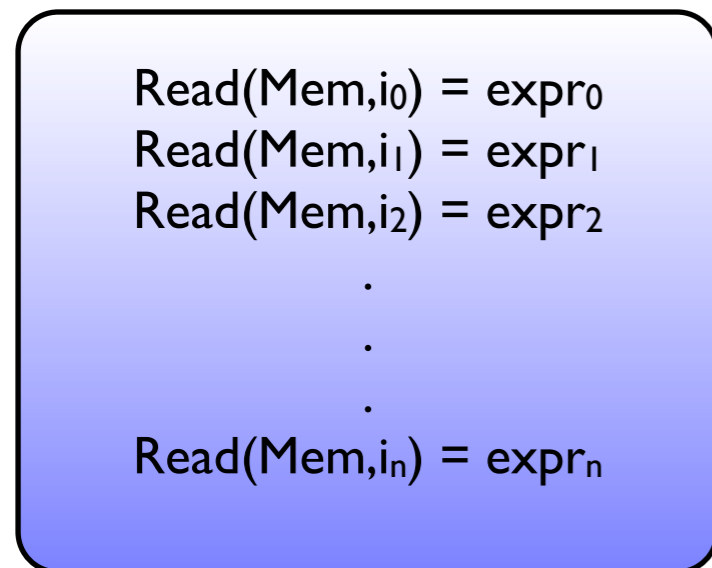 Read(Mem,i₀) = expr₀
Read(Mem,i₁) = expr₁
Read(Mem,i₂) = expr₂
.
.
.
Read(Mem,iₙ) = exprₙ